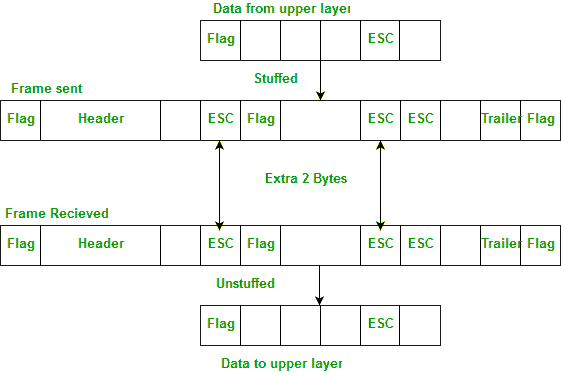 Data from upper layer
Flag ESC
Stuffed
Frame sent
Flag Header ESC Flag ESC ESC Trailer Flag
Extra 2 Bytes
Frame Recieved
Flag Header ESC Flag ESC ESC Trailer Flag
Unstuffed
Flag ESC
Data to upper layer